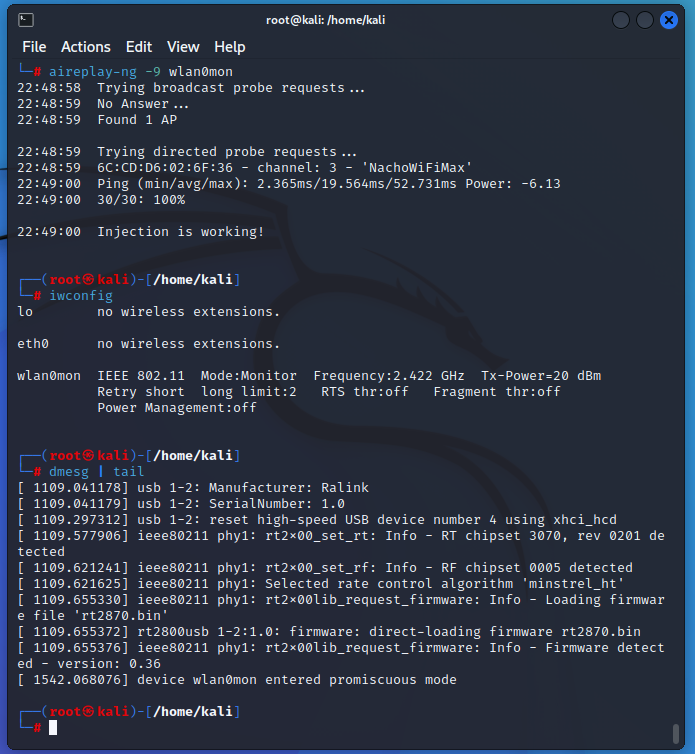 root@kali: /home/kali
File Actions Edit View Help
└─# aireplay-ng -9 wlan0mon
22:48:58  Trying broadcast probe requests...
22:48:59  No Answer...
22:48:59  Found 1 AP
22:48:59  Trying directed probe requests...
22:48:59  6C:CD:D6:02:6F:36 - channel: 3 - 'NachoWiFiMax'
22:49:00  Ping (min/avg/max): 2.365ms/19.564ms/52.731ms Power: -6.13
22:49:00  30/30: 100%
22:49:00  Injection is working!
┌──(root㉿kali)-[/home/kali]
└─# iwconfig
lo        no wireless extensions.
eth0      no wireless extensions.
wlan0mon  IEEE 802.11  Mode:Monitor  Frequency:2.422 GHz  Tx-Power=20 dBm
Retry short  long limit:2   RTS thr:off   Fragment thr:off
Power Management:off
┌──(root㉿kali)-[/home/kali]
└─# dmesg | tail
[ 1109.041178] usb 1-2: Manufacturer: Ralink
[ 1109.041179] usb 1-2: SerialNumber: 1.0
[ 1109.297312] usb 1-2: reset high-speed USB device number 4 using xhci_hcd
[ 1109.577906] ieee80211 phy1: rt2×00_set_rt: Info - RT chipset 3070, rev 0201 de
tected
[ 1109.621241] ieee80211 phy1: rt2×00_set_rf: Info - RF chipset 0005 detected
[ 1109.621625] ieee80211 phy1: Selected rate control algorithm 'minstrel_ht'
[ 1109.655330] ieee80211 phy1: rt2×00lib_request_firmware: Info - Loading firmwar
e file 'rt2870.bin'
[ 1109.655372] rt2800usb 1-2:1.0: firmware: direct-loading firmware rt2870.bin
[ 1109.655376] ieee80211 phy1: rt2×00lib_request_firmware: Info - Firmware detect
ed - version: 0.36
[ 1542.068076] device wlan0mon entered promiscuous mode
┌──(root㉿kali)-[/home/kali]
└─#